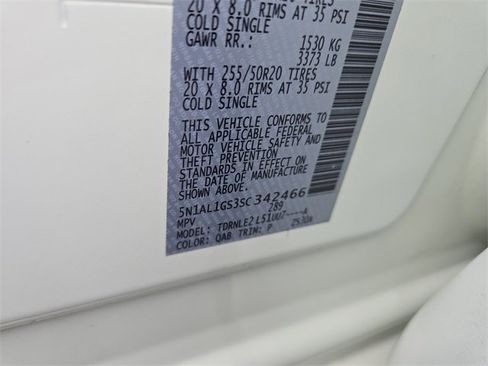 20 X 8.0 RIMS AT 35 PSI
COLD SINGLE
GAWR RR.: 1530 KG
3373 LB
WITH 255/50R20 TIRES
20 X 8.0 RIMS AT 35 PSI
COLD SINGLE
THIS VEHICLE CONFORMS TO
ALL APPLICABLE FEDERAL
MOTOR VEHICLE SAFETY AND
THEFT PREVENTION
STANDARDS IN EFFECT ON
THE DATE OF MANUFACTURE
SHOWN ABOVE.
5N1AL1GS3SC342466
MPV 289
MODEL: TDRNLE2 L51UUZ----A
COLOR: QAB TRIM: P